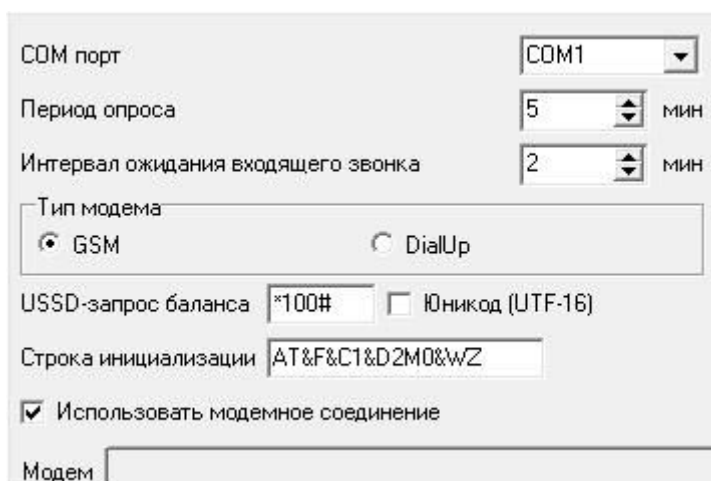 COM порт COM1
Период опроса 5 мин
Интервал ожидания входящего звонка 2 мин
Тип модема
GSM DialUp
USSD-запрос баланса *100# Юникод (UTF-16)
Строка инициализации AT&F&C1&D2M0&WZ
Использовать модемное соединение
Модем